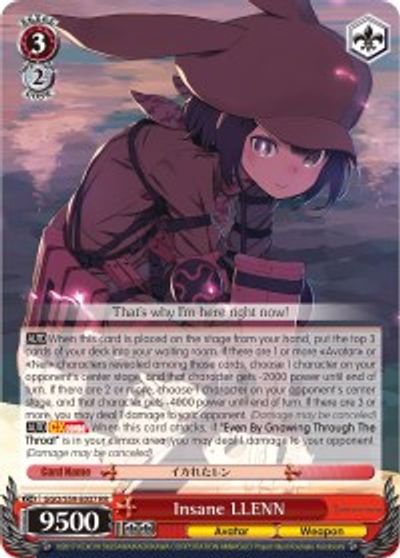 LEVEL
3
2
COST
That's why I'm here right now!
AUTO When this card is placed on the stage from your hand, put the top 3
cards of your deck into your waiting room. If there are 1 or more «Avatar» or
«Net» characters revealed among those cards, choose 1 character on your
opponent's center stage, and that character gets -2000 power until end of
turn. If there are 2 or more, choose 1 character on your opponent's center
stage, and that character gets -4000 power until end of turn. If there are 3 or
more, you may deal 1 damage to your opponent. (Damage may be canceled)
AUTO CX COMBO When this card attacks, if "Even By Gnawing Through The
Throat" is in your climax area, you may deal 1 damage to your opponent.
(Damage may be canceled)
Card Name
イカれたレン
9500
Insane LLENN
Avatar
Weapon